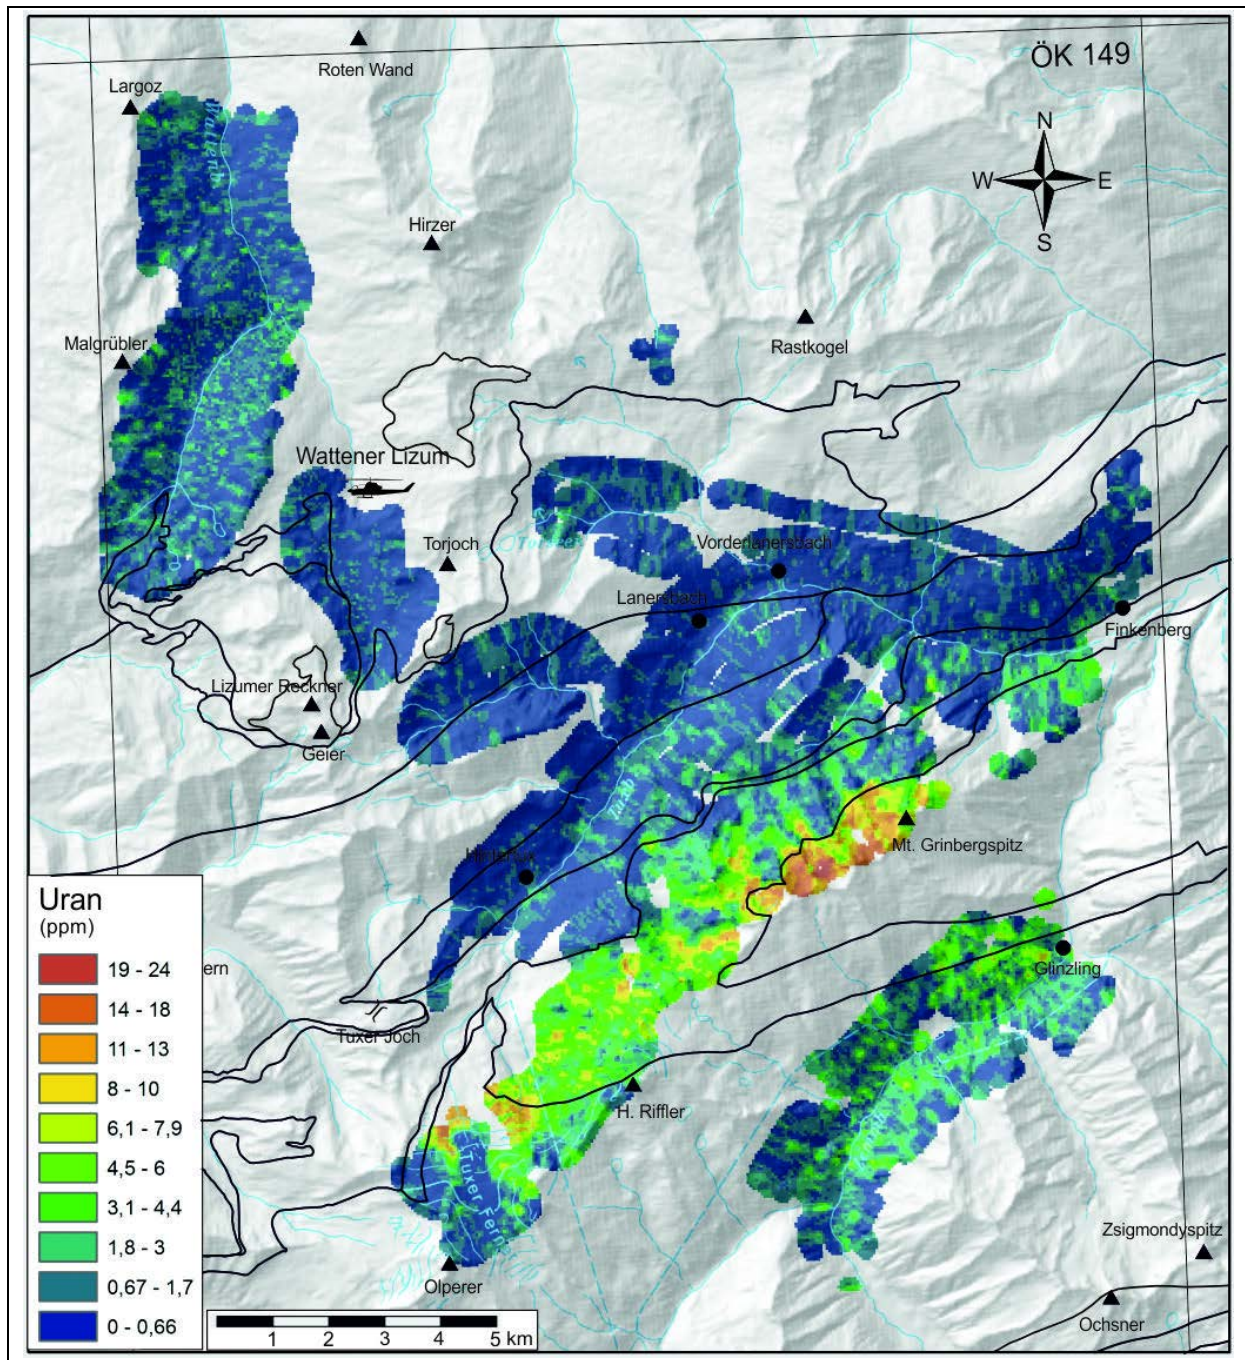 ÖK 149
Roten Wand
Largoz
N
W E
S
Hirzer
Malgrübler
Rastkogel
Wattener Lizum
Torjoch
Vorderlanersbach
Lanersbach
Finkenberg
Lizumer Reckner
Geier
Tuxb
Mt. Grinbergspitz
Hintertux
Glinzling
Tuxer Joch
H. Riffler
Tuxer Ferner
Olperer
Zsigmondyspitz
Ochsner
ern
Uran
(ppm)
19 - 24
14 - 18
11 - 13
8 - 10
6,1 - 7,9
4,5 - 6
3,1 - 4,4
1,8 - 3
0,67 - 1,7
0 - 0,66
1 2 3 4 5 km